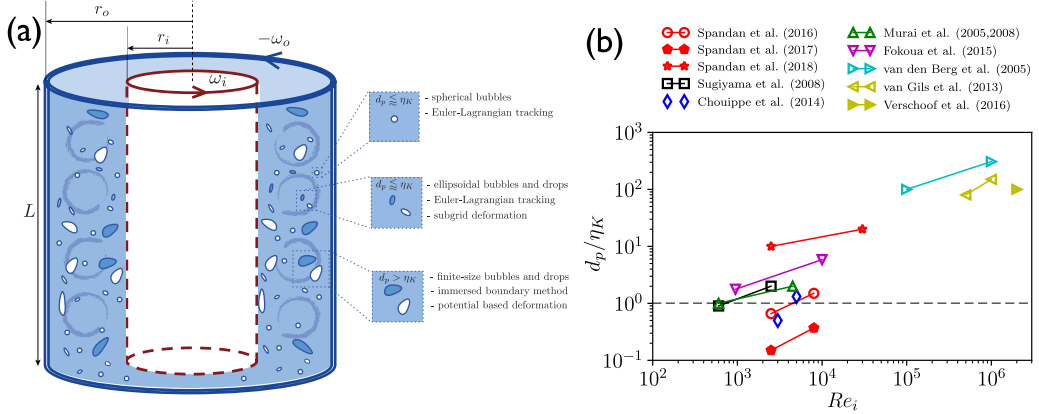 (a)
r_o
r_i
-ω_o
ω_i
L
d_p ≲ η_K
- spherical bubbles
- Euler-Lagrangian tracking
d_p ≲ η_K
- ellipsoidal bubbles and drops
- Euler-Lagrangian tracking
- subgrid deformation
d_p > η_K
- finite-size bubbles and drops
- immersed boundary method
- potential based deformation
(b)
Spandan et al. (2016)
Spandan et al. (2017)
Spandan et al. (2018)
Sugiyama et al. (2008)
Chouippe et al. (2014)
Murai et al. (2005,2008)
Fokoua et al. (2015)
van den Berg et al. (2005)
van Gils et al. (2013)
Verschoof et al. (2016)
d_p/η_K
10^3
10^2
10^1
10^0
10^-1
10^2 10^3 10^4 10^5 10^6
Re_i